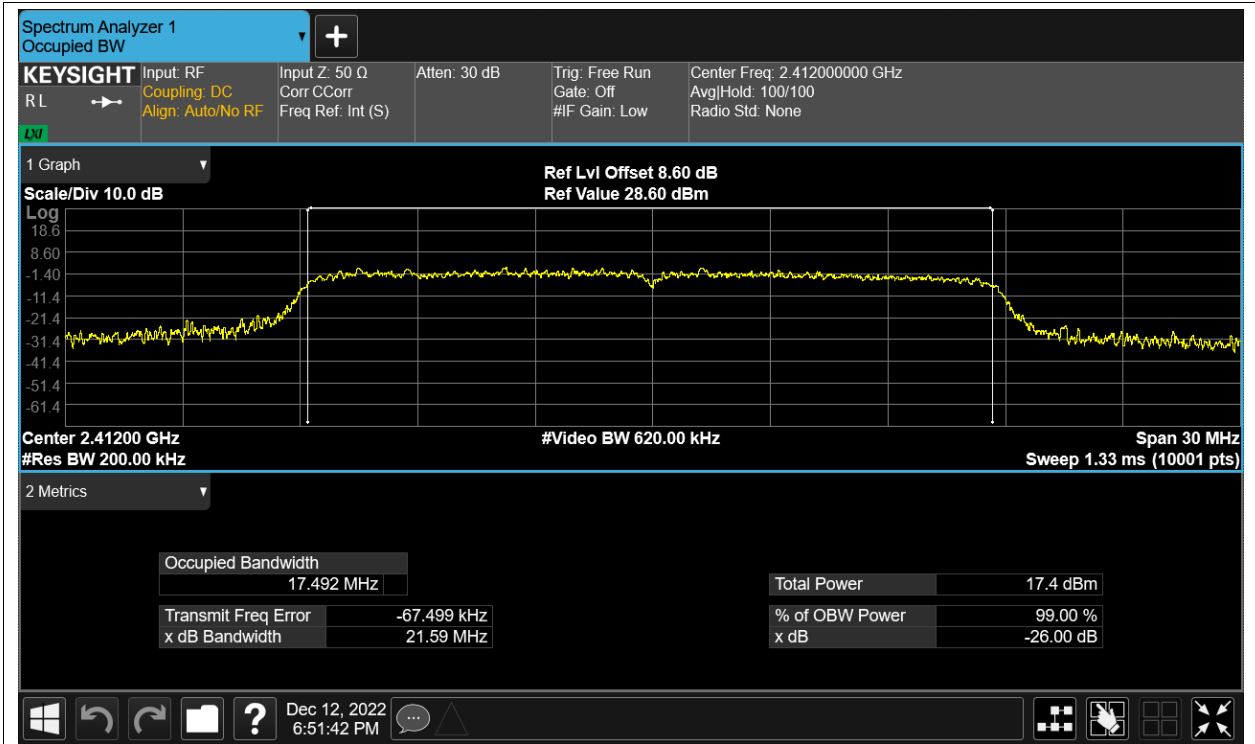 Spectrum Analyzer 1
Occupied BW
KEYSIGHT
R L
LXI
Input: RF
Coupling: DC
Align: Auto/No RF
Input Z: 50 Ω
Corr CCorr
Freq Ref: Int (S)
Atten: 30 dB
Trig: Free Run
Gate: Off
#IF Gain: Low
Center Freq: 2.412000000 GHz
Avg|Hold: 100/100
Radio Std: None
1 Graph
Scale/Div 10.0 dB
Ref Lvl Offset 8.60 dB
Ref Value 28.60 dBm
Log
18.6
8.60
-1.40
-11.4
-21.4
-31.4
-41.4
-51.4
-61.4
Center 2.41200 GHz
#Video BW 620.00 kHz
Span 30 MHz
#Res BW 200.00 kHz
Sweep 1.33 ms (10001 pts)
2 Metrics
Occupied Bandwidth
17.492 MHz
Transmit Freq Error -67.499 kHz
x dB Bandwidth 21.59 MHz
Total Power 17.4 dBm
% of OBW Power 99.00 %
x dB -26.00 dB
?
Dec 12, 2022
6:51:42 PM